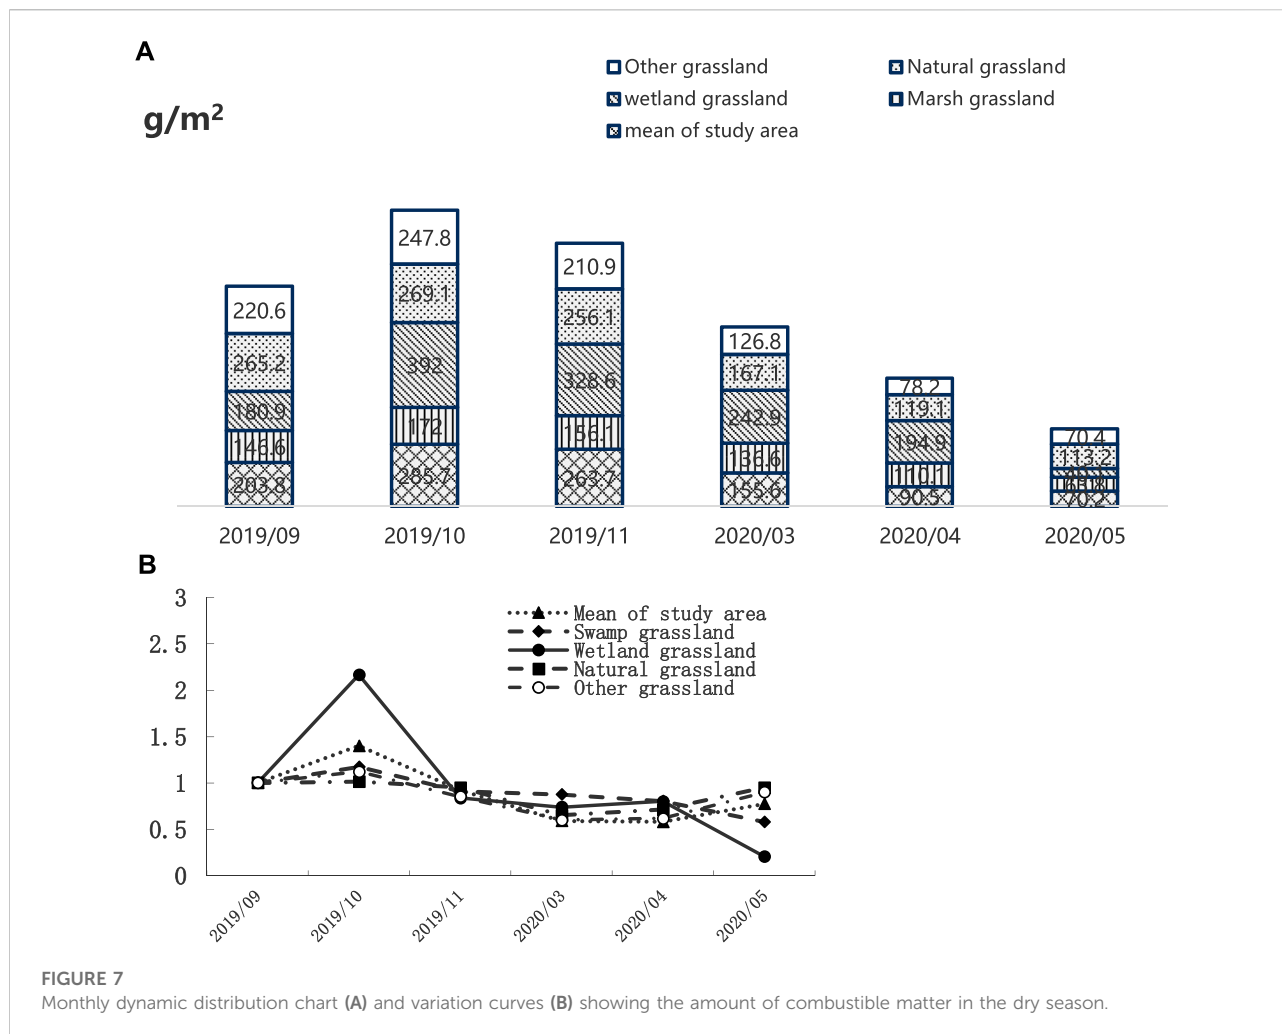 A
g/m²
Other grassland
Natural grassland
wetland grassland
Marsh grassland
mean of study area
220.6
265.2
180.9
146.6
203.8
247.8
269.1
392
172
285.7
210.9
256.1
328.6
156.1
263.7
126.8
167.1
242.9
136.6
155.6
78.2
119.1
194.9
110.1
90.5
70.4
113.2
70.2
2019/09 2019/10 2019/11 2020/03 2020/04 2020/05
B
3
2.5
2
1.5
1
0.5
0
Mean of study area
Swamp grassland
Wetland grassland
Natural grassland
Other grassland
2019/09 2019/10 2019/11 2020/03 2020/04 2020/05
FIGURE 7
Monthly dynamic distribution chart (A) and variation curves (B) showing the amount of combustible matter in the dry season.